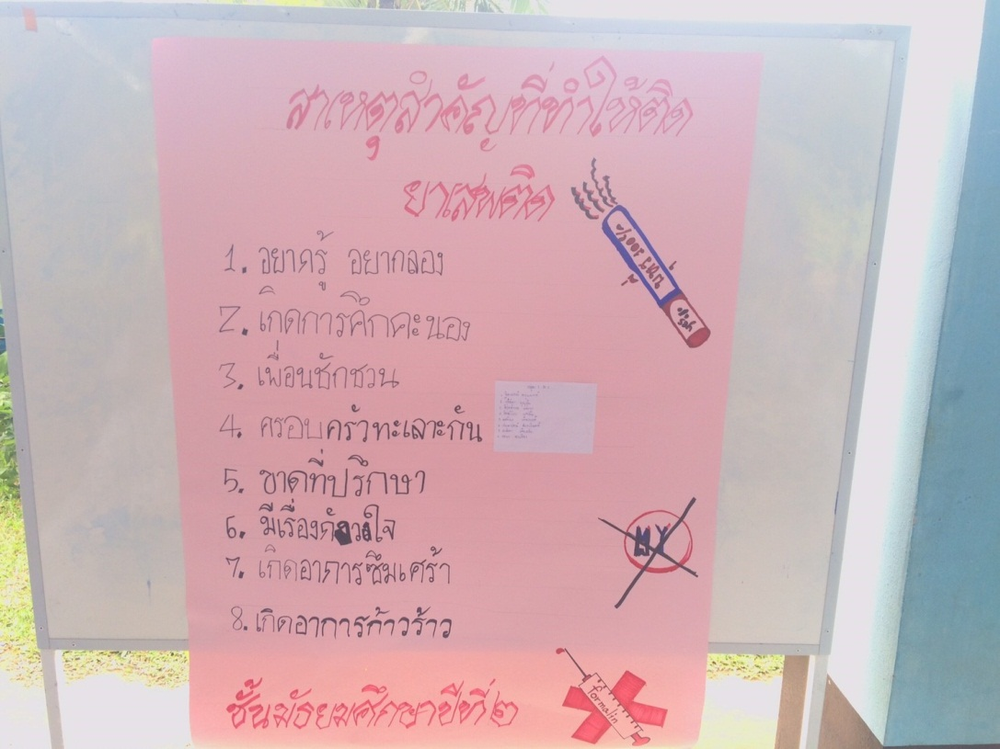 สาเหตุสำคัญที่ทำให้ติด
ยาเสพติด
1. อยากรู้ อยากลอง
2. เกิดการคึกคะนอง
3. เพื่อนชักชวน
4. ครอบครัวทะเลาะกัน
5. ขาดที่ปรึกษา
6. มีเรื่องกังวลใจ
7. เกิดอาการซึมเศร้า
8. เกิดอาการก้าวร้าว
MY
formalin
ชั้นมัธยมศึกษาปีที่๒